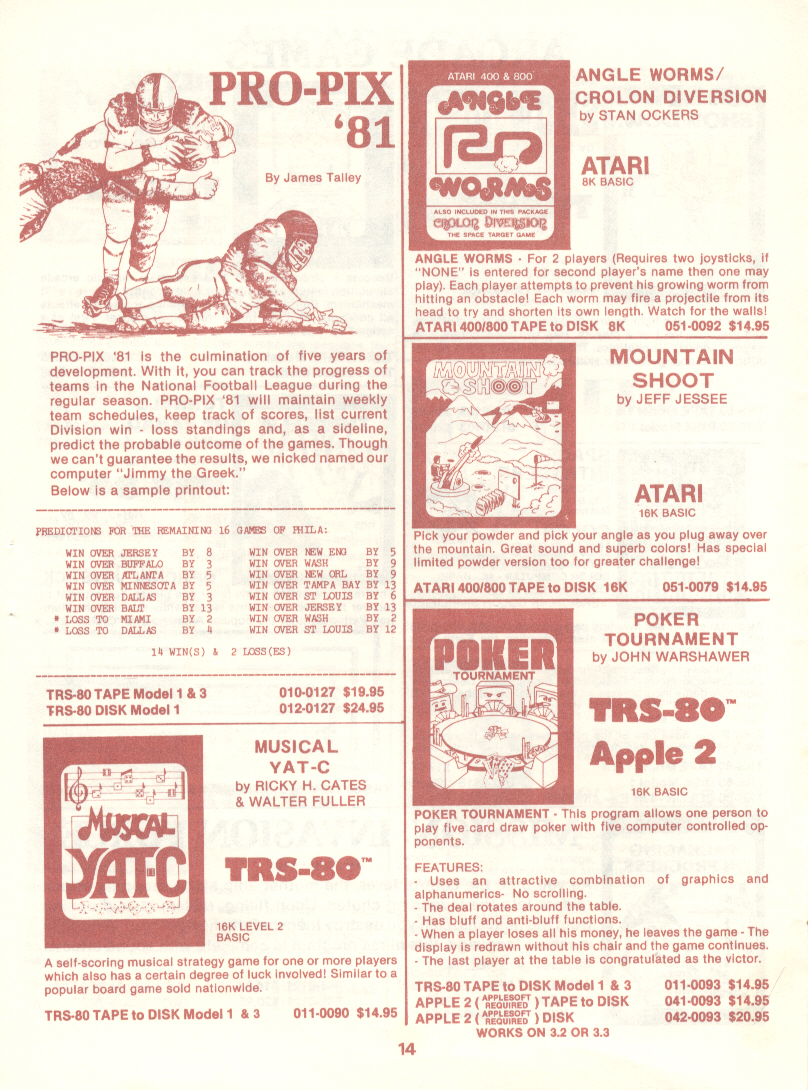 PRO-PIX
'81
By James Talley
PRO-PIX '81 is the culmination of five years of
development. With it, you can track the progress of
teams in the National Football League during the
regular season. PRO-PIX '81 will maintain weekly
team schedules, keep track of scores, list current
Division win - loss standings and, as a sideline,
predict the probable outcome of the games. Though
we can't guarantee the results, we nicked named our
computer "Jimmy the Greek."
Below is a sample printout:
PREDICTIONS FOR THE REMAINING 16 GAMES OF PHILA:
WIN OVER JERSEY BY 8 WIN OVER NEW ENG BY 5
WIN OVER BUFFALO BY 3 WIN OVER WASH BY 9
WIN OVER ATLANTA BY 5 WIN OVER NEW ORL BY 9
WIN OVER MINNESOTA BY 5 WIN OVER TAMPA BAY BY 13
WIN OVER DALLAS BY 3 WIN OVER ST LOUIS BY 6
WIN OVER BALT BY 13 WIN OVER JERSEY BY 13
* LOSS TO MIAMI BY 2 WIN OVER WASH BY 2
* LOSS TO DALLAS BY 4 WIN OVER ST LOUIS BY 12
14 WIN(S) & 2 LOSS(ES)
TRS-80 TAPE Model 1 & 3 010-0127 $19.95
TRS-80 DISK Model 1 012-0127 $24.95
MUSICAL
YAT-C
MUSICAL
YAT-C
by RICKY H. CATES
& WALTER FULLER
TRS-80™
16K LEVEL 2
BASIC
A self-scoring musical strategy game for one or more players
which also has a certain degree of luck involved! Similar to a
popular board game sold nationwide.
TRS-80 TAPE to DISK Model 1 & 3 011-0090 $14.95
ATARI 400 & 800
ANGLE
WORMS
ALSO INCLUDED IN THIS PACKAGE
CROLON DIVERSION
THE SPACE TARGET GAME
ANGLE WORMS/
CROLON DIVERSION
by STAN OCKERS
ATARI
8K BASIC
ANGLE WORMS - For 2 players (Requires two joysticks, if
"NONE" is entered for second player's name then one may
play). Each player attempts to prevent his growing worm from
hitting an obstacle! Each worm may fire a projectile from its
head to try and shorten its own length. Watch for the walls!
ATARI 400/800 TAPE to DISK 8K 051-0092 $14.95
MOUNTAIN
SHOOT
MOUNTAIN
SHOOT
by JEFF JESSEE
ATARI
16K BASIC
Pick your powder and pick your angle as you plug away over
the mountain. Great sound and superb colors! Has special
limited powder version too for greater challenge!
ATARI 400/800 TAPE to DISK 16K 051-0079 $14.95
POKER
TOURNAMENT
POKER
TOURNAMENT
by JOHN WARSHAWER
TRS-80™
Apple 2
16K BASIC
POKER TOURNAMENT - This program allows one person to
play five card draw poker with five computer controlled op-
ponents.
FEATURES:
- Uses an attractive combination of graphics and
alphanumerics- No scrolling.
- The deal rotates around the table.
- Has bluff and anti-bluff functions.
- When a player loses all his money, he leaves the game - The
display is redrawn without his chair and the game continues.
- The last player at the table is congratulated as the victor.
TRS-80 TAPE to DISK Model 1 & 3 011-0093 $14.95
APPLE 2 (APPLESOFT REQUIRED) TAPE to DISK 041-0093 $14.95
APPLE 2 (APPLESOFT REQUIRED) DISK 042-0093 $20.95
WORKS ON 3.2 OR 3.3
14